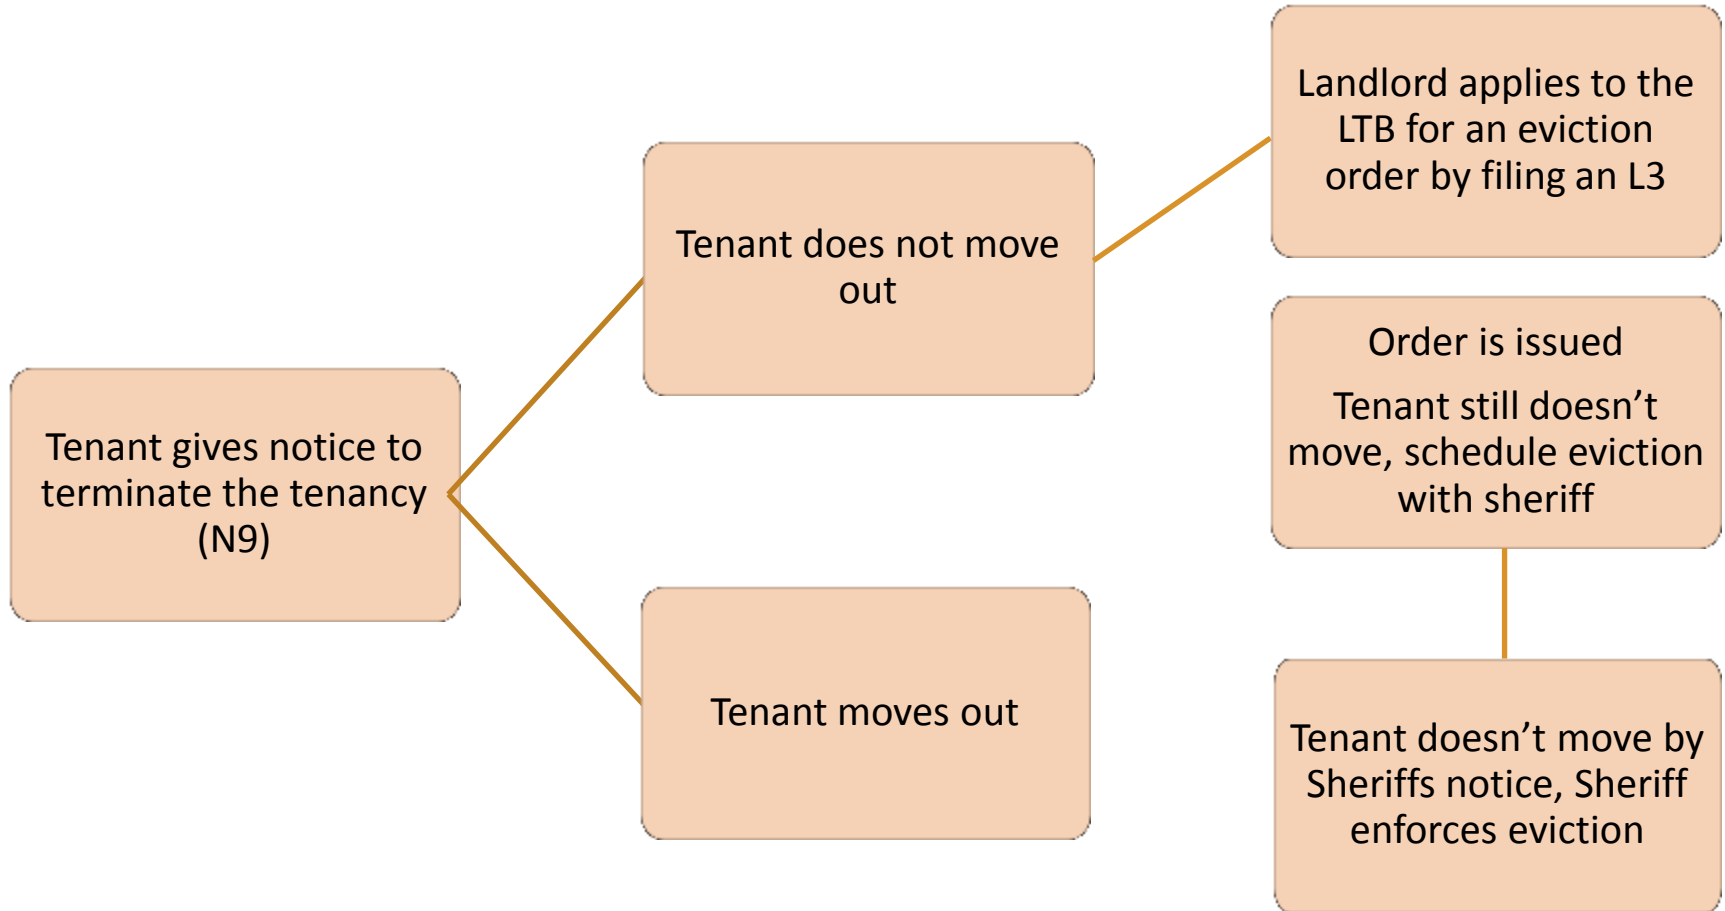 Tenant gives notice to
terminate the tenancy
(N9)
Tenant does not move
out
Tenant moves out
Landlord applies to the
LTB for an eviction
order by filing an L3
Order is issued
Tenant still doesn’t
move, schedule eviction
with sheriff
Tenant doesn’t move by
Sheriffs notice, Sheriff
enforces eviction